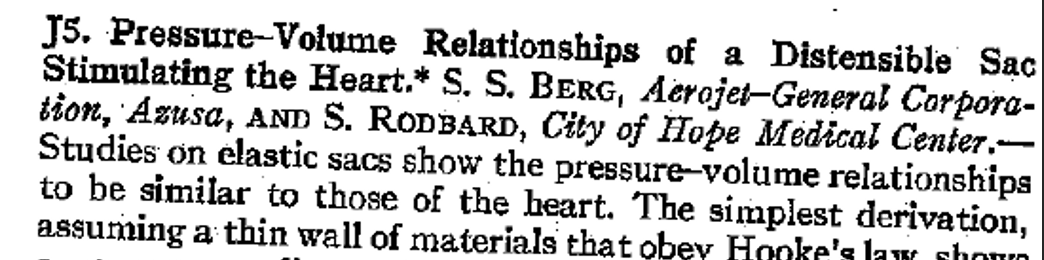 J5. Pressure–Volume Relationships of a Distensible Sac
Stimulating the Heart.* S. S. BERG, Aerojet–General Corpora-
tion, Azusa, AND S. RODBARD, City of Hope Medical Center.—
Studies on elastic sacs show the pressure–volume relationships
to be similar to those of the heart. The simplest derivation,
assuming a thin wall of materials that obey Hooke's law, shows